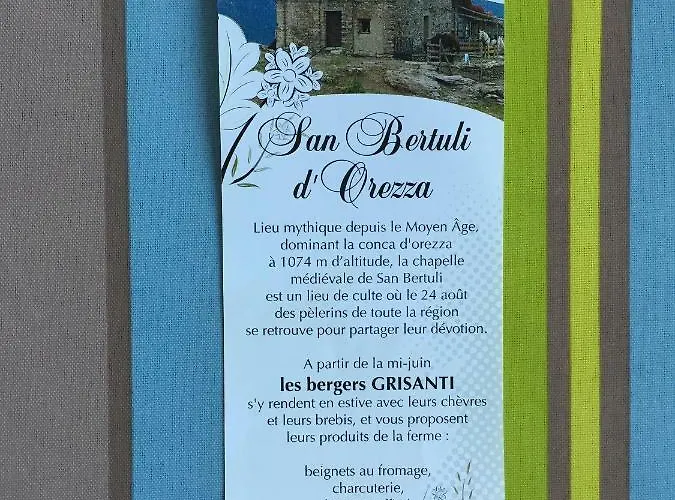 San Bertuli
d'Orezza
Lieu mythique depuis le Moyen Âge,
dominant la conca d'orezza
à 1074 m d'altitude, la chapelle
médiévale de San Bertuli
est un lieu de culte où le 24 août
des pèlerins de toute la région
se retrouve pour partager leur dévotion.
A partir de la mi-juin
les bergers GRISANTI
s'y rendent en estive avec leurs chèvres
et leurs brebis, et vous proposent
leurs produits de la ferme :
beignets au fromage,
charcuterie,